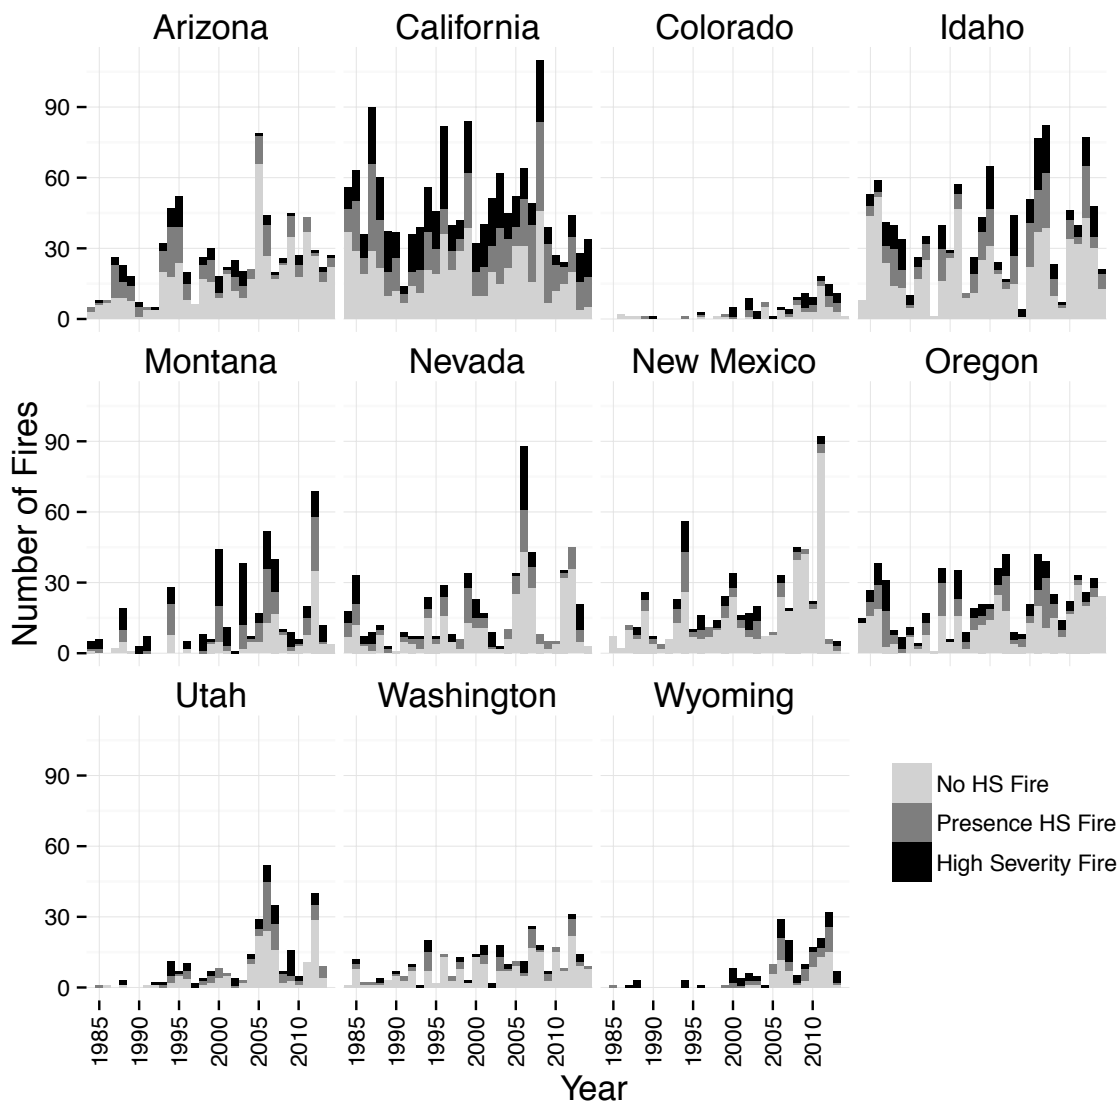 Arizona California Colorado Idaho
90
60
30
0
Montana Nevada New Mexico Oregon
90
60
30
0
Number of Fires
Utah Washington Wyoming
90
60
30
0
No HS Fire
Presence HS Fire
High Severity Fire
1985 1990 1995 2000 2005 2010 1985 1990 1995 2000 2005 2010 1985 1990 1995 2000 2005 2010
Year